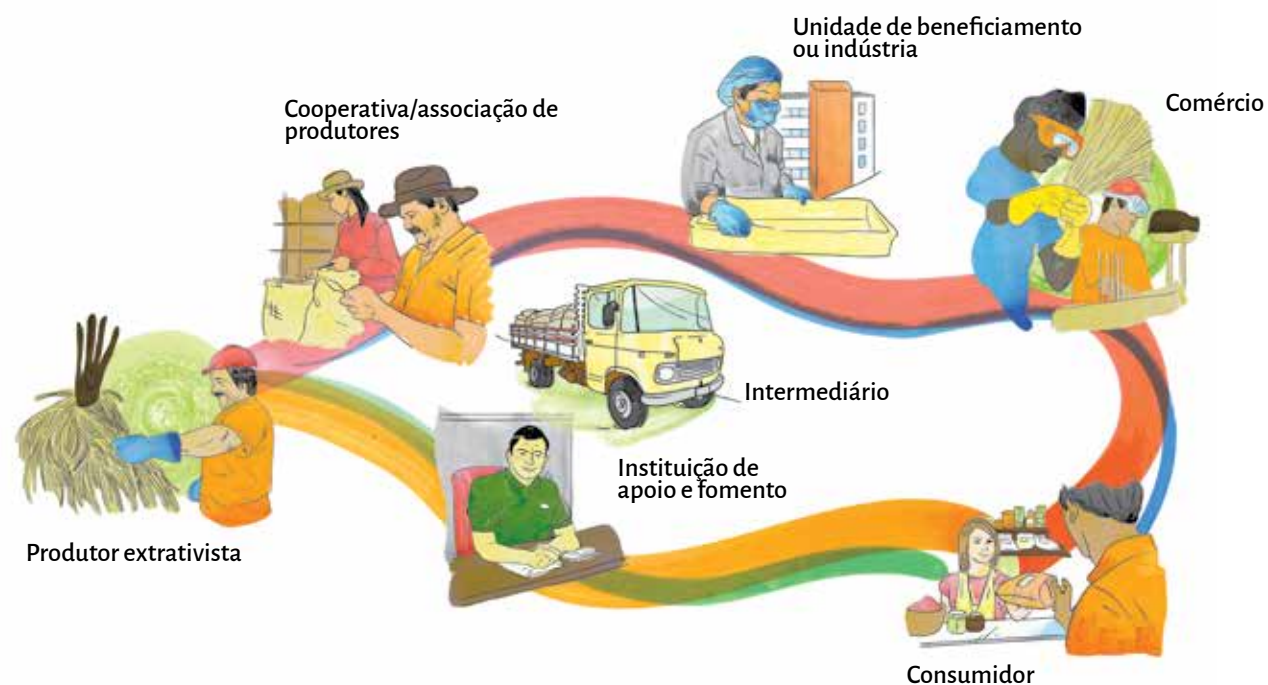 Unidade de beneficiamento
ou indústria
Cooperativa/associação de
produtores
Comércio
Intermediário
Instituição de
apoio e fomento
Produtor extrativista
Consumidor